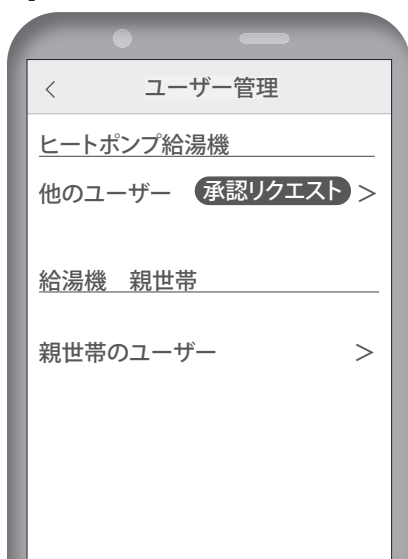 < ユーザー管理
ヒートポンプ給湯機
他のユーザー 承認リクエスト >
給湯機 親世帯
親世帯のユーザー >